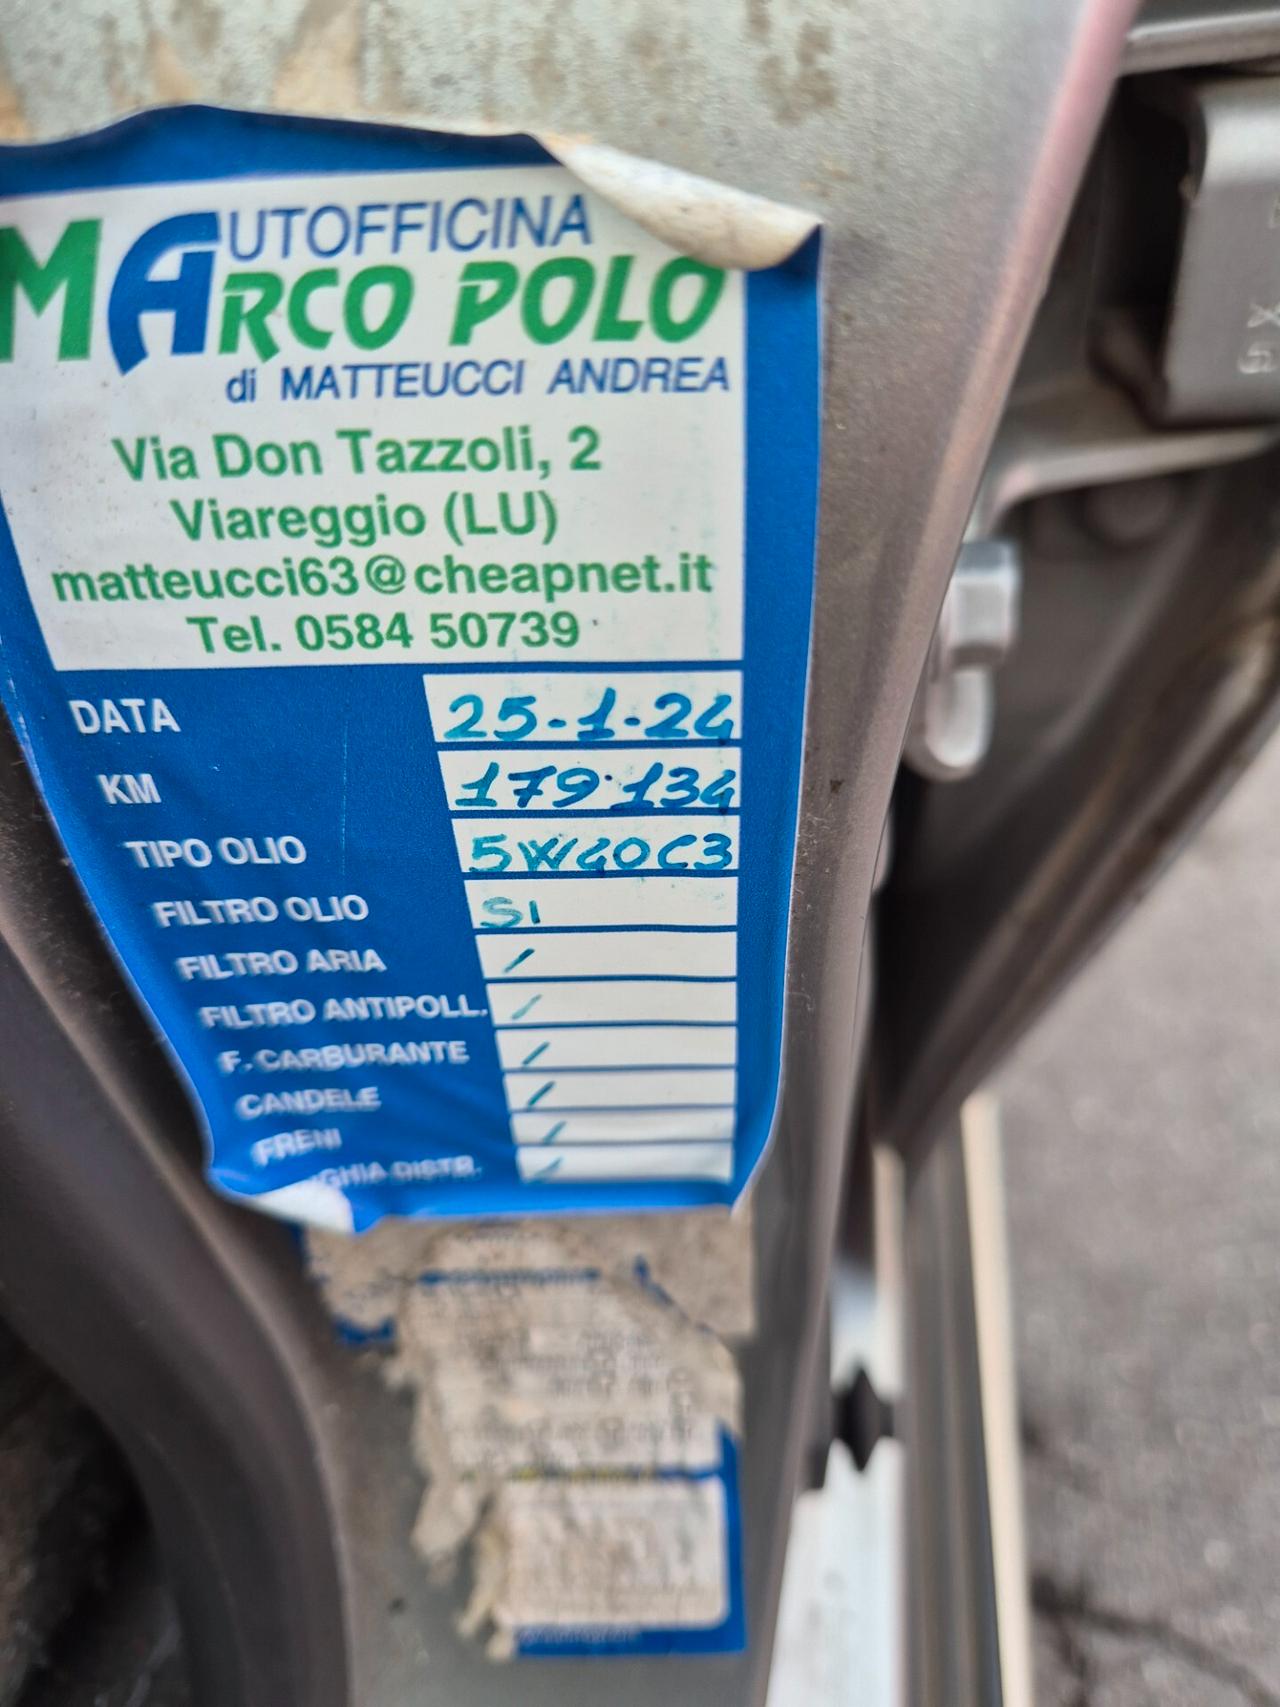 AUTOFFICINA
MARCO POLO
di MATTEUCCI ANDREA
Via Don Tazzoli, 2
Viareggio (LU)
matteucci63@cheapnet.it
Tel. 0584 50739
DATA 25-1-24
KM 179.134
TIPO OLIO 5W40C3
FILTRO OLIO SI
FILTRO ARIA /
FILTRO ANTIPOLL. /
F. CARBURANTE /
CANDELE /
FRENI /
GHIA DISTR. /